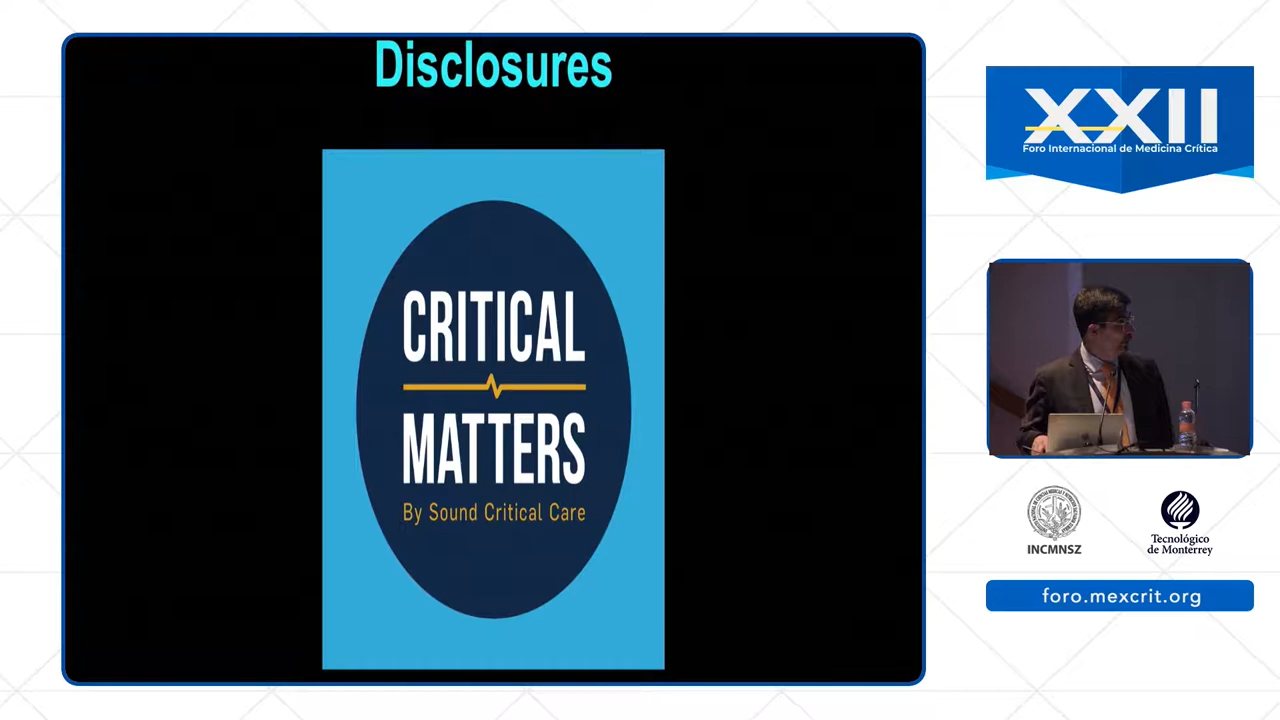 Disclosures
CRITICAL
MATTERS
By Sound Critical Care
XXII
Foro Internacional de Medicina Crítica
INCMNSZ
Tecnológico
de Monterrey
foro.mexcrit.org